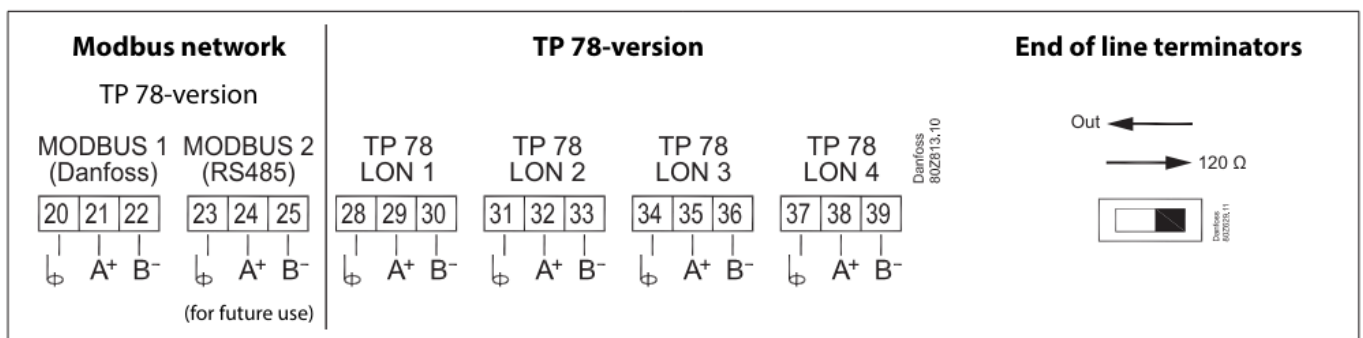 Modbus network
TP 78-version
MODBUS 1 MODBUS 2
(Danfoss) (RS485)
20 21 22 23 24 25
A+ B− A+ B−
(for future use)
TP 78-version
TP 78 TP 78 TP 78 TP 78
LON 1 LON 2 LON 3 LON 4
28 29 30 31 32 33 34 35 36 37 38 39
A+ B− A+ B− A+ B− A+ B−
Danfoss
80Z813.10
End of line terminators
Out
120 Ω
Danfoss
80Z629.11